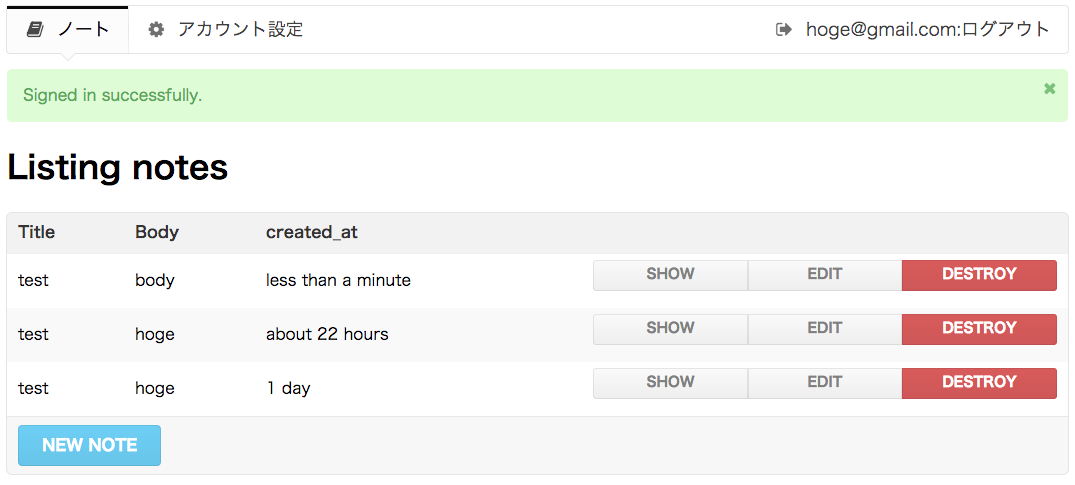 ノート アカウント設定 hoge@gmail.com:ログアウト
Signed in successfully.
Listing notes
Title Body created_at
test body less than a minute SHOW EDIT DESTROY
test hoge about 22 hours SHOW EDIT DESTROY
test hoge 1 day SHOW EDIT DESTROY
NEW NOTE